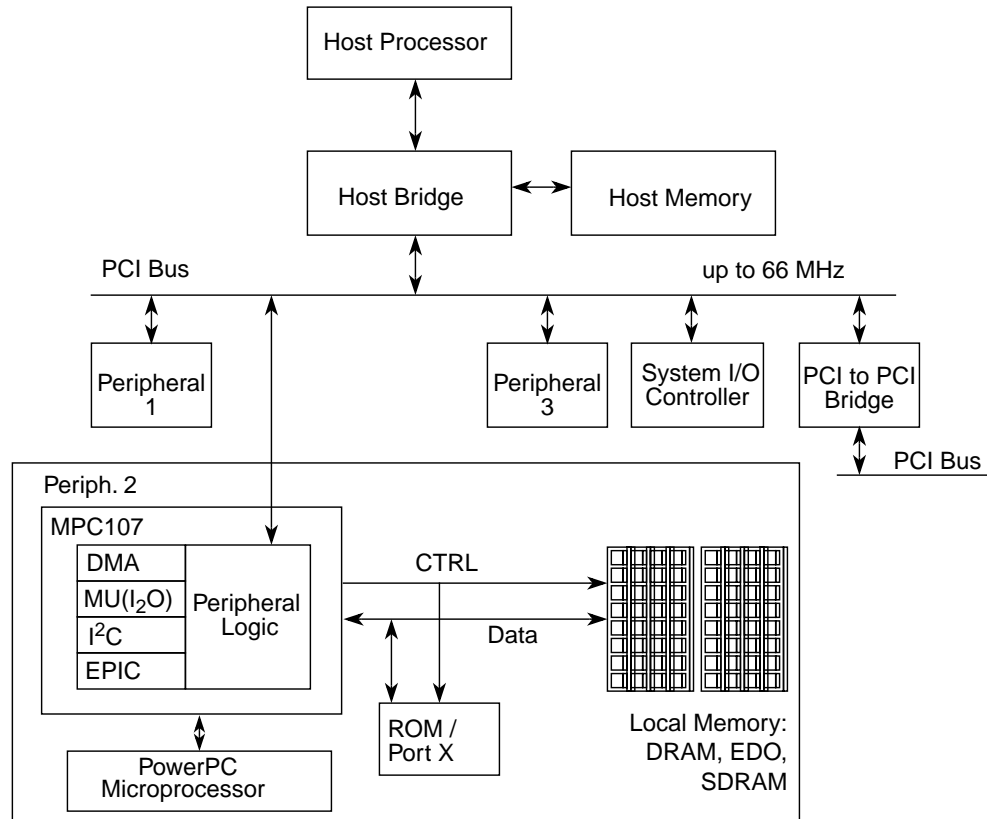 Host Processor
Host Bridge
Host Memory
PCI Bus
up to 66 MHz
Peripheral
1
Peripheral
3
System I/O
Controller
PCI to PCI
Bridge
PCI Bus
Periph. 2
MPC107
DMA
MU(I₂O)
I²C
EPIC
Peripheral
Logic
CTRL
Data
ROM /
Port X
Local Memory:
DRAM, EDO,
SDRAM
PowerPC
Microprocessor